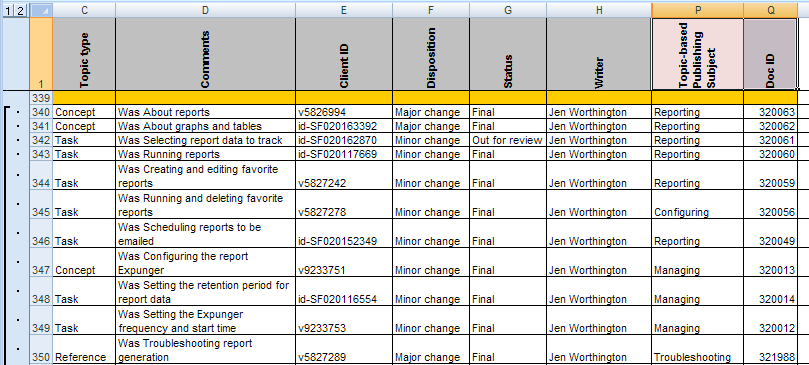 1 2 C D E F G H P Q
1 Topic type Comments Client ID Disposition Status Writer Topic-based Publishing Subject Doc ID
339
340 Concept Was About reports v5826994 Major change Final Jen Worthington Reporting 320063
341 Concept Was About graphs and tables id-SF020163392 Minor change Final Jen Worthington Reporting 320062
342 Task Was Selecting report data to track id-SF020162870 Minor change Out for review Jen Worthington Reporting 320061
343 Task Was Running reports id-SF020117669 Minor change Final Jen Worthington Reporting 320060
Was Creating and editing favorite
344 Task reports v5827242 Minor change Final Jen Worthington Reporting 320059
Was Running and deleting favorite
345 Task reports v5827278 Minor change Final Jen Worthington Configuring 320056
Was Scheduling reports to be
346 Task emailed id-SF020152349 Minor change Final Jen Worthington Reporting 320049
Was Configuring the report
347 Concept Expunger v9233751 Minor change Final Jen Worthington Managing 320013
Was Setting the retention period for
348 Task report data id-SF020116554 Minor change Final Jen Worthington Managing 320014
Was Setting the Expunger
349 Task frequency and start time v9233753 Minor change Final Jen Worthington Managing 320012
Was Troubleshooting report
350 Reference generation v5827289 Major change Final Jen Worthington Troubleshooting 321988